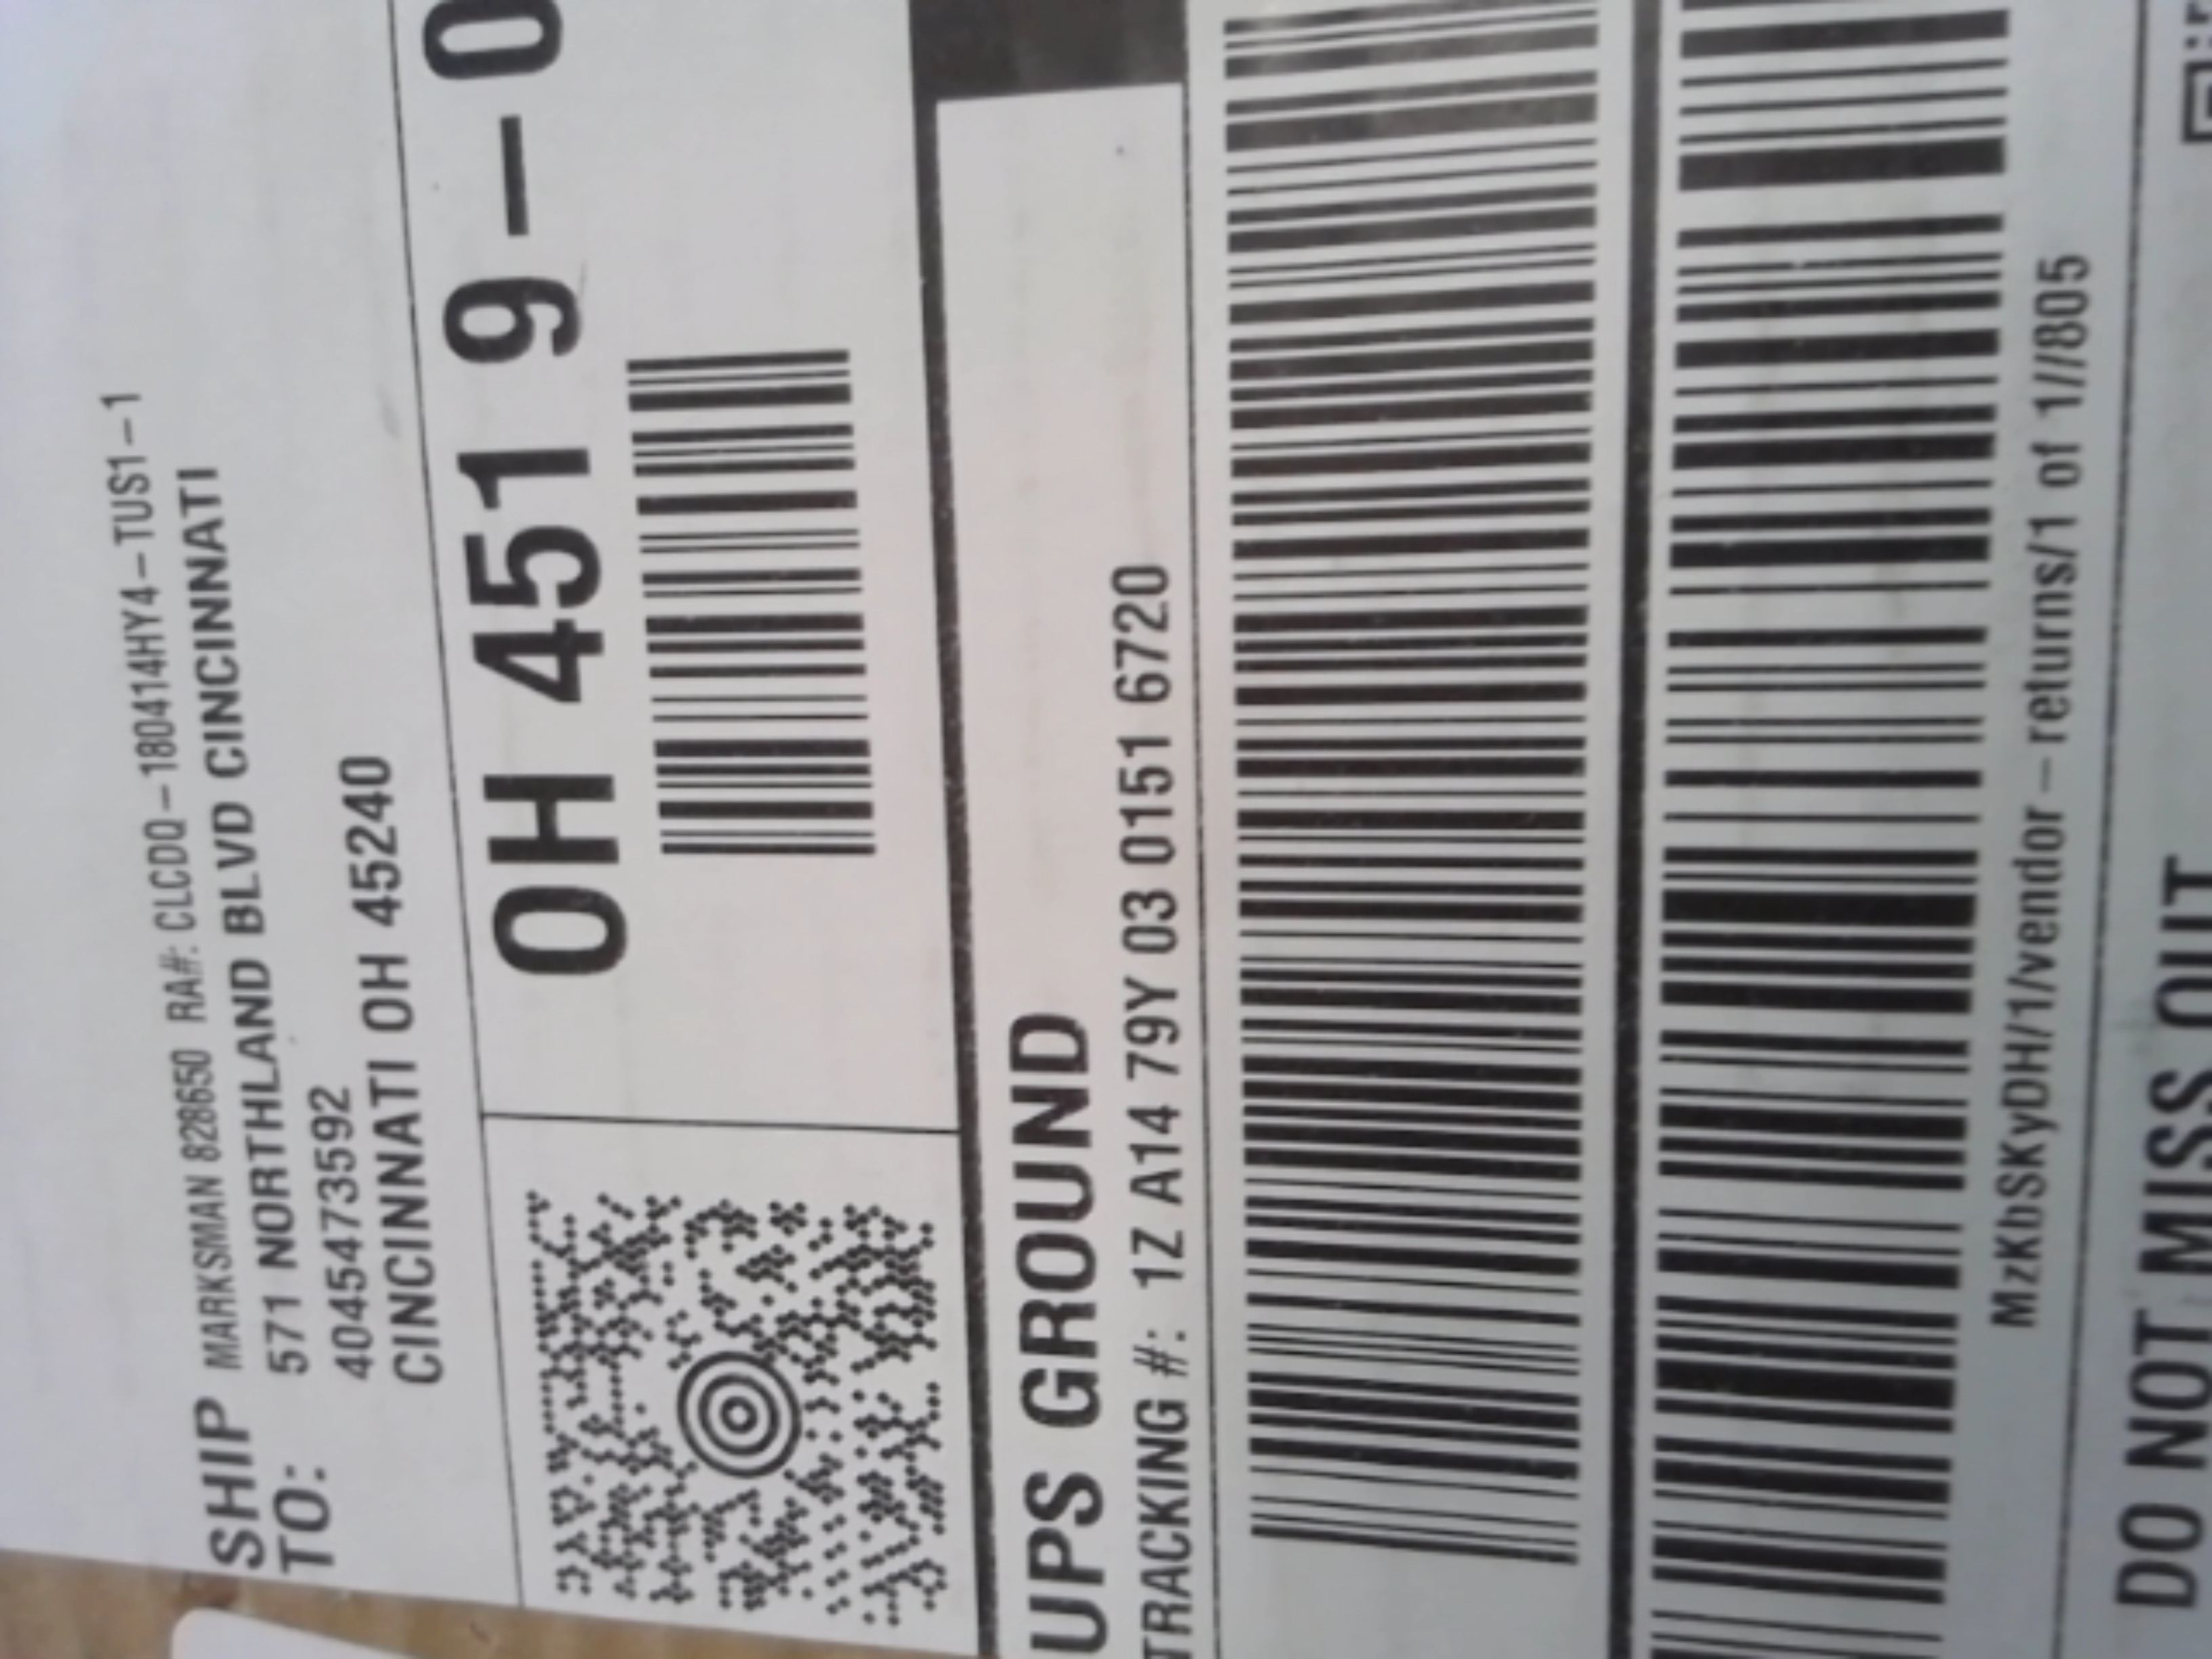 SHIP TO:
MARKSMAN 828650 RA#: CLCDQ-180414HY4-TUS1-1
571 NORTHLAND BLVD CINCINNATI
4045473592
CINCINNATI OH 45240
OH 451 9-0
UPS GROUND
TRACKING #: 1Z A14 79Y 03 0151 6720
MzKbSKyDH/1/vendor-returns/1 of 1//805
DO NOT MISS OUT